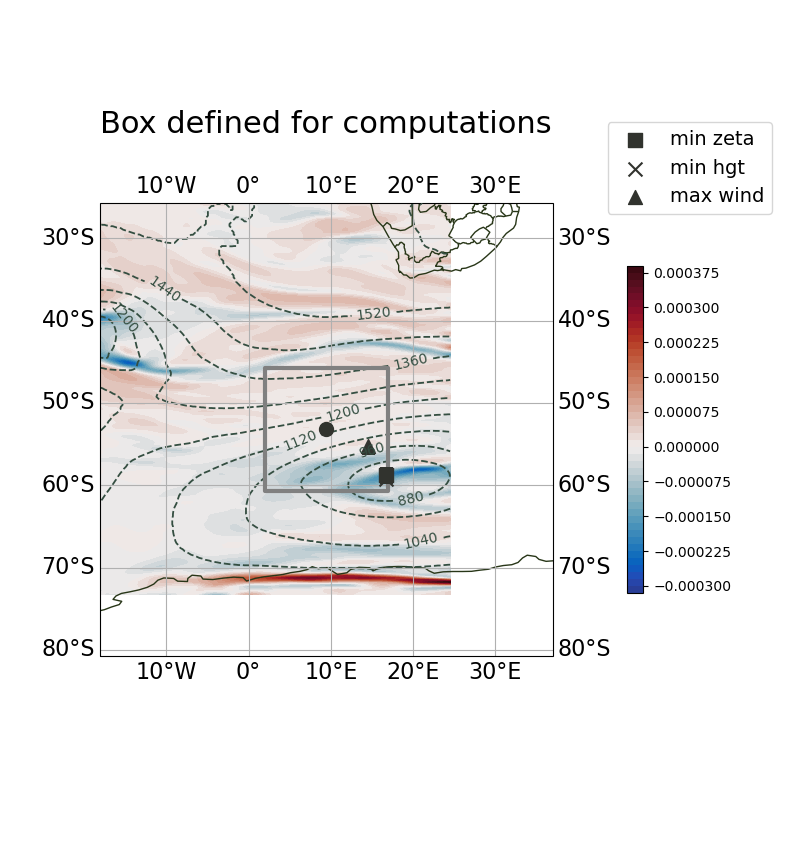 Box defined for computations
min zeta
min hgt
max wind
10°W 0° 10°E 20°E 30°E
30°S 30°S
40°S 40°S
50°S 50°S
60°S 60°S
70°S 70°S
80°S 80°S
10°W 0° 10°E 20°E 30°E
1440
1200
1520
1360
1200
1120
880
1040
0.000375
0.000300
0.000225
0.000150
0.000075
0.000000
−0.000075
−0.000150
−0.000225
−0.000300